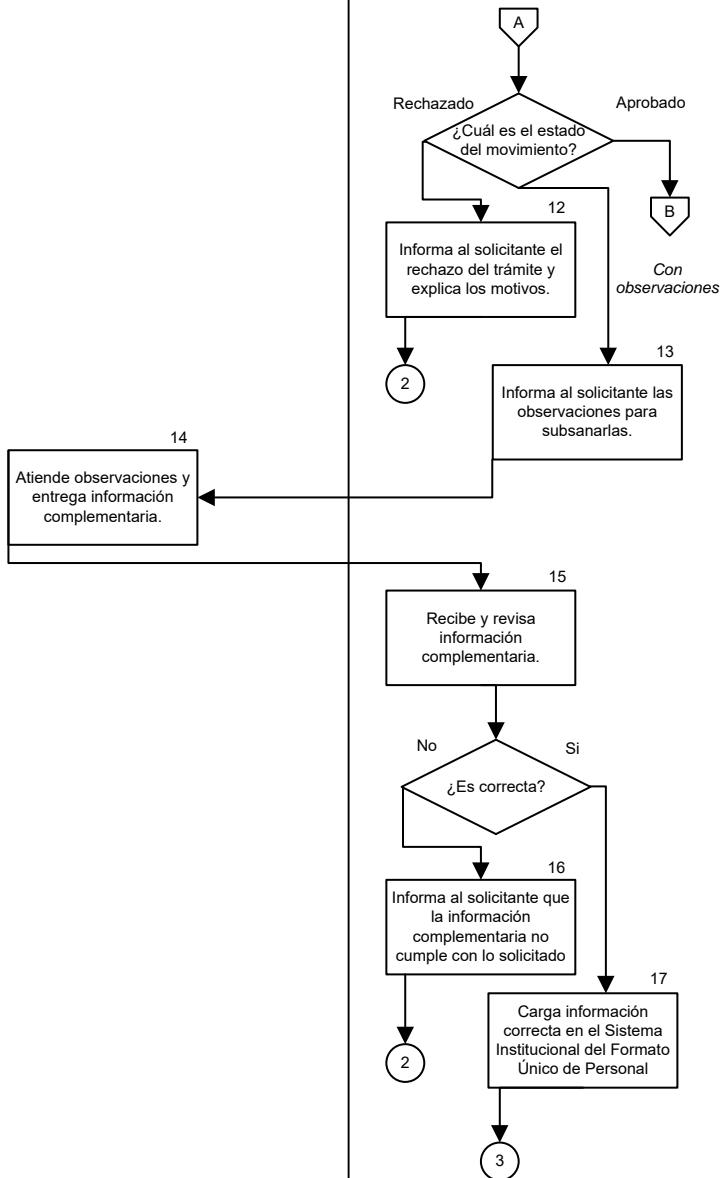 A
Rechazado
Aprobado
¿Cuál es el estado
del movimiento?
B
12
Informa al solicitante el
rechazo del trámite y
explica los motivos.
Con
observaciones
2
13
Informa al solicitante las
observaciones para
subsanarlas.
14
Atiende observaciones y
entrega información
complementaria.
15
Recibe y revisa
información
complementaria.
No
Si
¿Es correcta?
16
Informa al solicitante que
la información
complementaria no
cumple con lo solicitado
17
Carga información
correcta en el Sistema
Institucional del Formato
Único de Personal
2
3